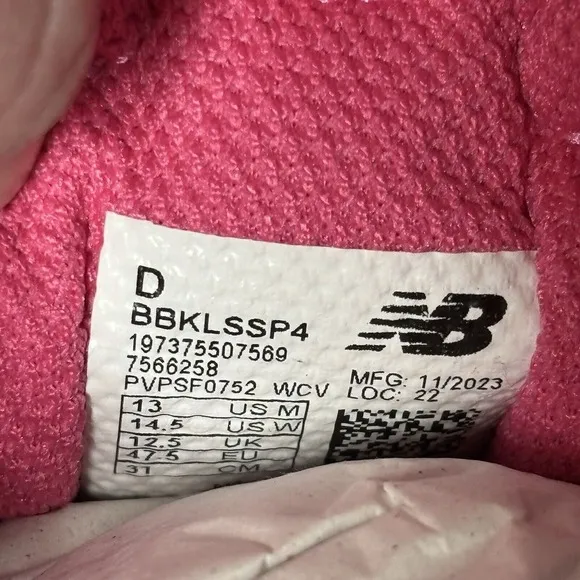 D
BBKLSSP4
197375507569
7566258
PVPSF0752 WCV
13 US M
14.5 US W
12.5 UK
47.5 EU
31 CM
NB
MFG: 11/2023
LOC: 22